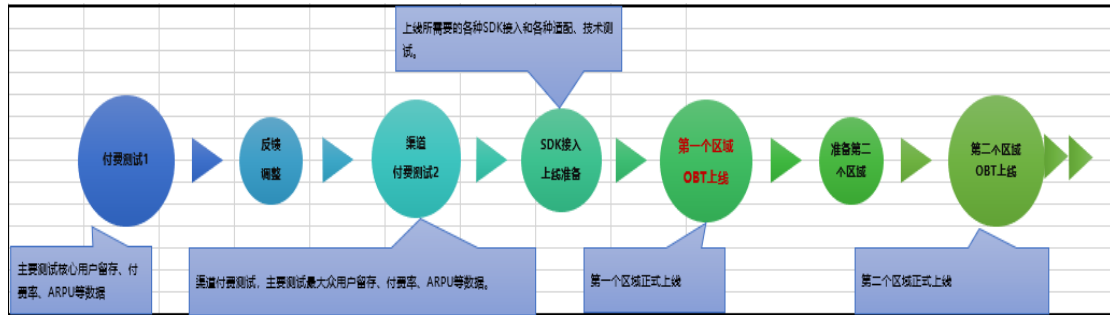 上线所需要的各种SDK接入和各种适配、技术测
试。
付费测试1
反馈
调整
渠道
付费测试2
SDK接入
上线准备
第一个区域
OBT上线
准备第二
个区域
第二个区域
OBT上线
主要测试核心用户留存、付
费率、ARPU等数据
渠道付费测试，主要测试最大众用户留存、付费率、ARPU等数据。
第一个区域正式上线
第二个区域正式上线